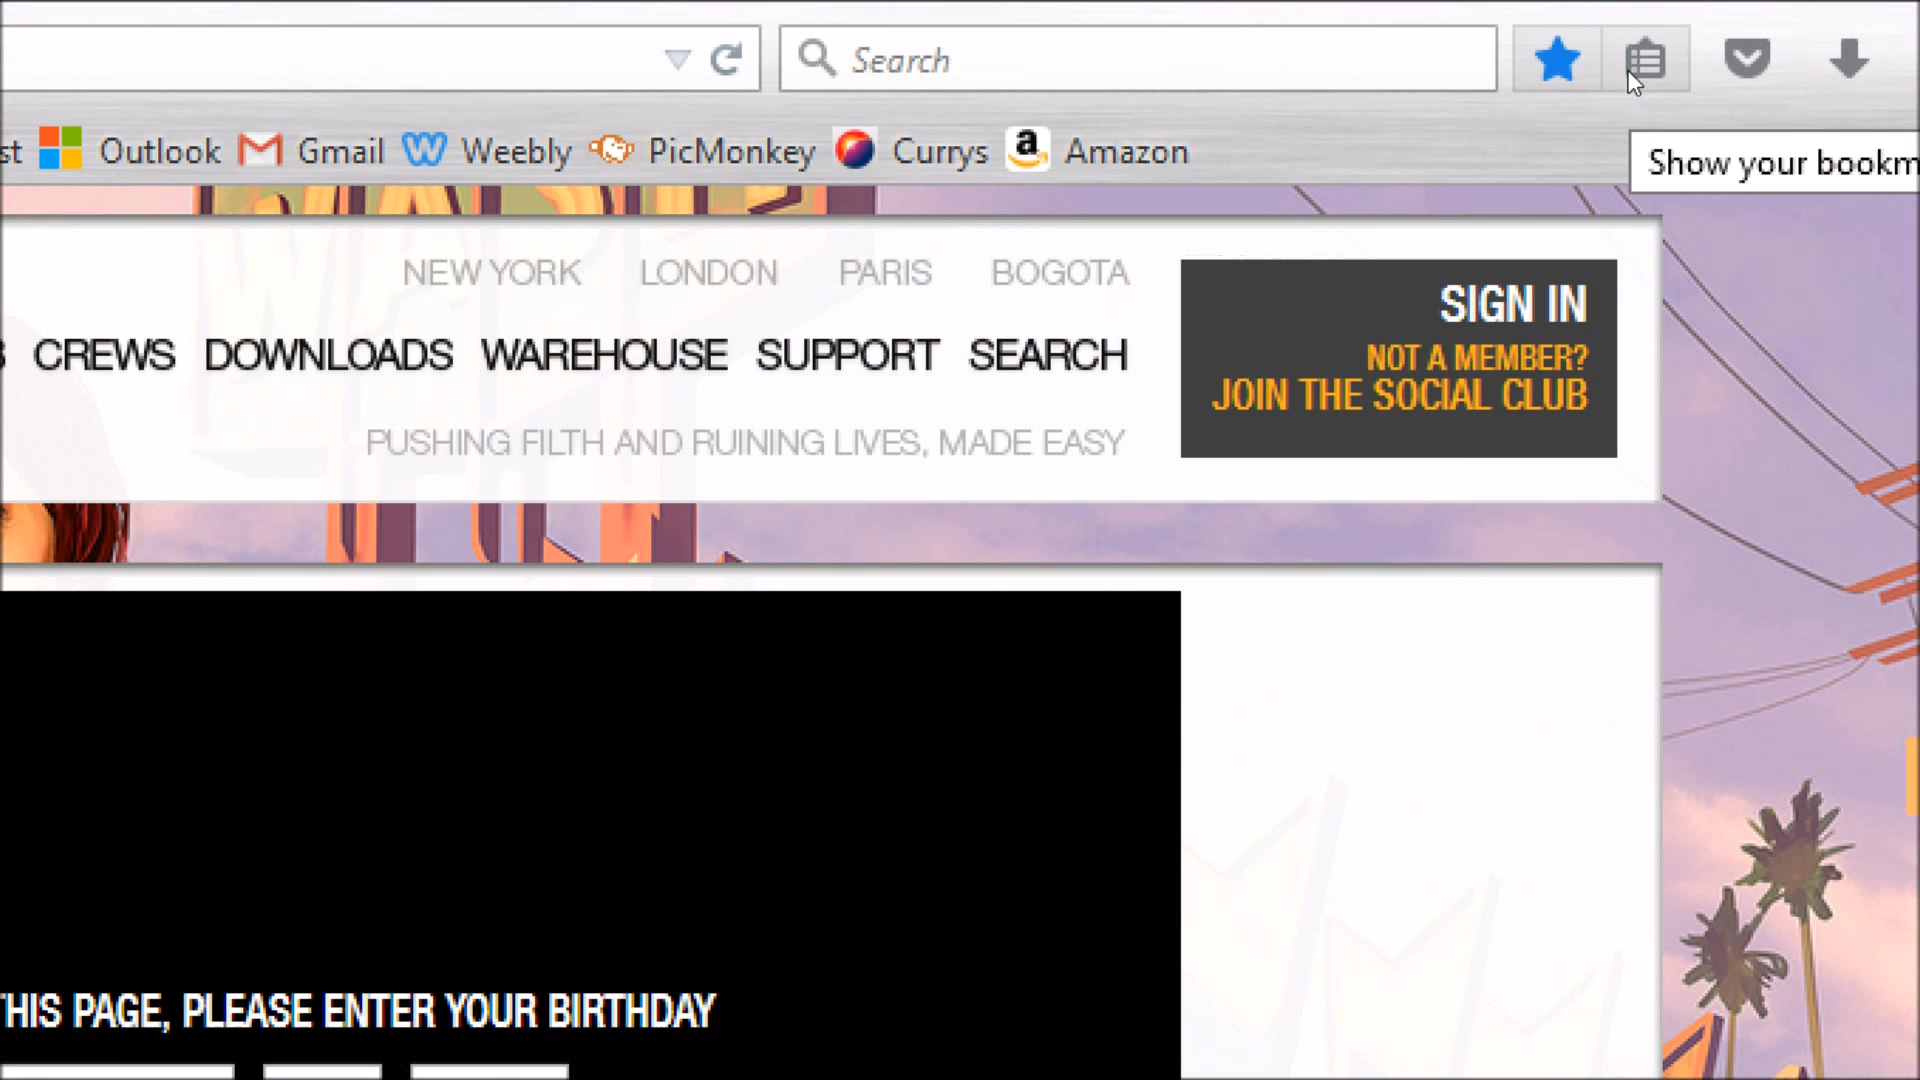 Search
st Outlook Gmail Weebly PicMonkey Currys Amazon
Show your bookm
NEW YORK LONDON PARIS BOGOTA
SIGN IN
NOT A MEMBER?
JOIN THE SOCIAL CLUB
CREWS DOWNLOADS WAREHOUSE SUPPORT SEARCH
PUSHING FILTH AND RUINING LIVES, MADE EASY
THIS PAGE, PLEASE ENTER YOUR BIRTHDAY